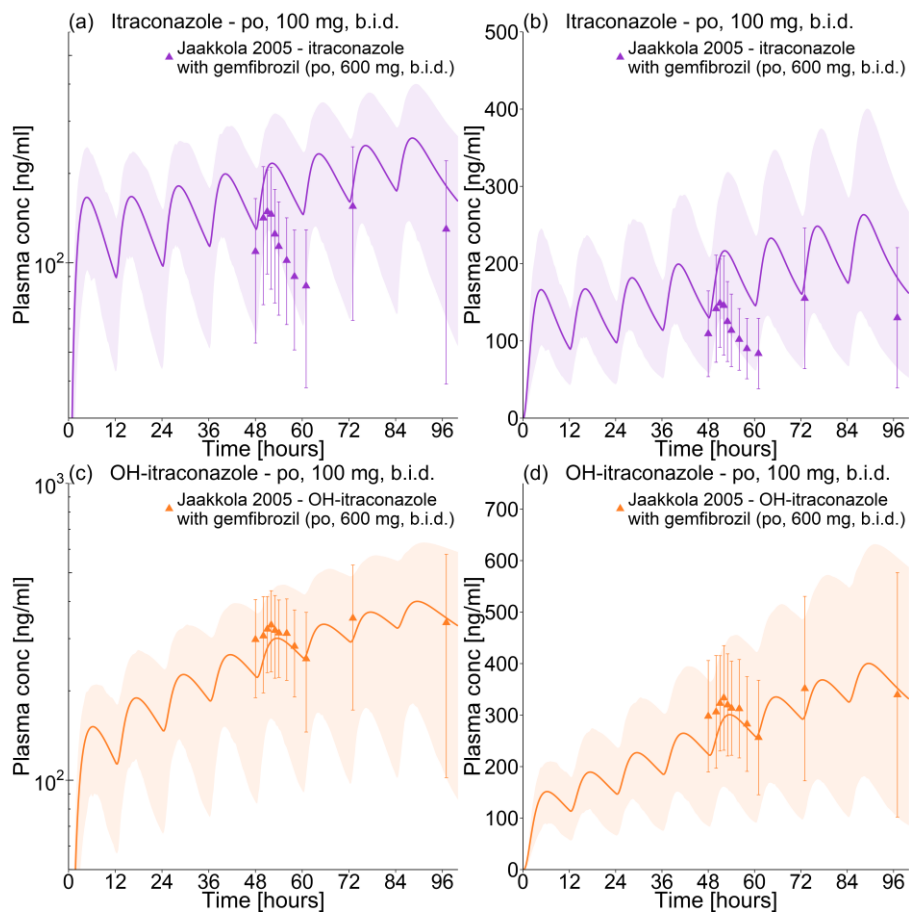 (a) Itraconazole - po, 100 mg, b.i.d.
Jaakkola 2005 - itraconazole
with gemfibrozil (po, 600 mg, b.i.d.)
Plasma conc [ng/ml]
10²
0 12 24 36 48 60 72 84 96
Time [hours]
(b) Itraconazole - po, 100 mg, b.i.d.
Jaakkola 2005 - itraconazole
with gemfibrozil (po, 600 mg, b.i.d.)
Plasma conc [ng/ml]
500
400
300
200
100
0
0 12 24 36 48 60 72 84 96
Time [hours]
(c) OH-itraconazole - po, 100 mg, b.i.d.
Jaakkola 2005 - OH-itraconazole
with gemfibrozil (po, 600 mg, b.i.d.)
Plasma conc [ng/ml]
10³
10²
0 12 24 36 48 60 72 84 96
Time [hours]
(d) OH-itraconazole - po, 100 mg, b.i.d.
Jaakkola 2005 - OH-itraconazole
with gemfibrozil (po, 600 mg, b.i.d.)
Plasma conc [ng/ml]
700
600
500
400
300
200
100
0
0 12 24 36 48 60 72 84 96
Time [hours]